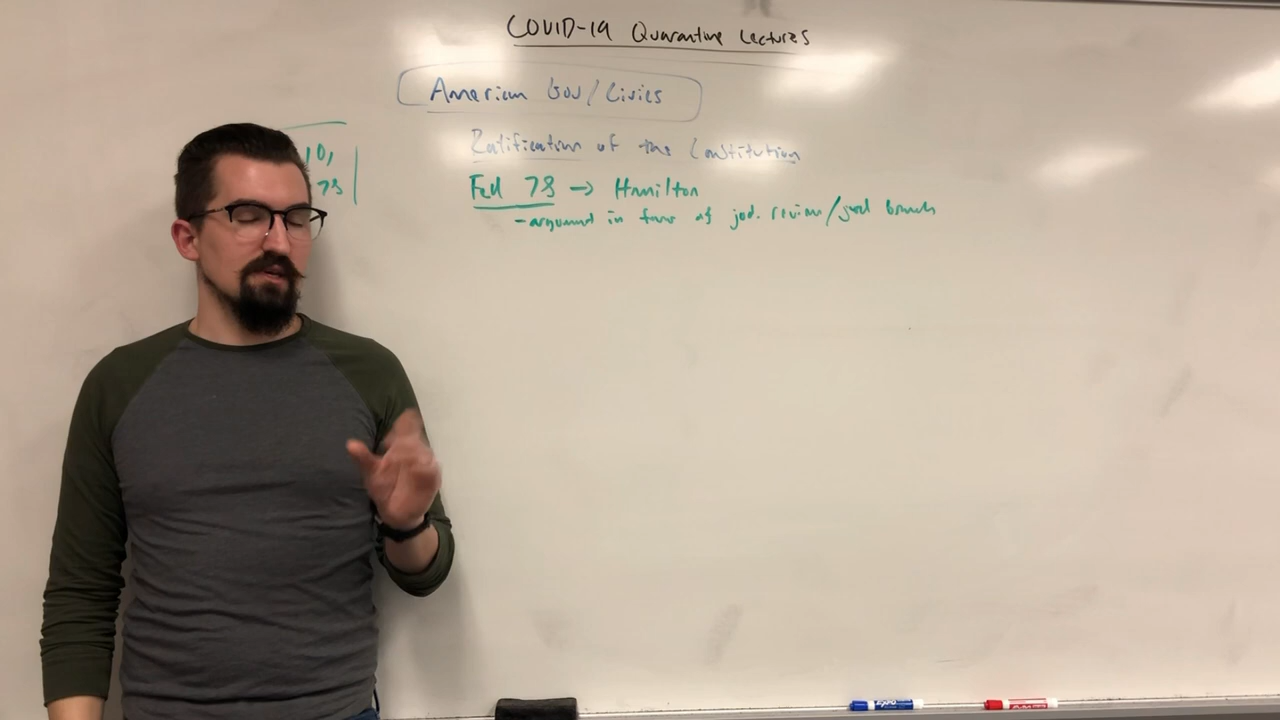 COVID-19 Quarantine Lectures
American Gov/Civics
Ratification of the Constitution
10,
78
Fed 78 → Hamilton
- argument in favor of jud. review/jud branch
EXPO